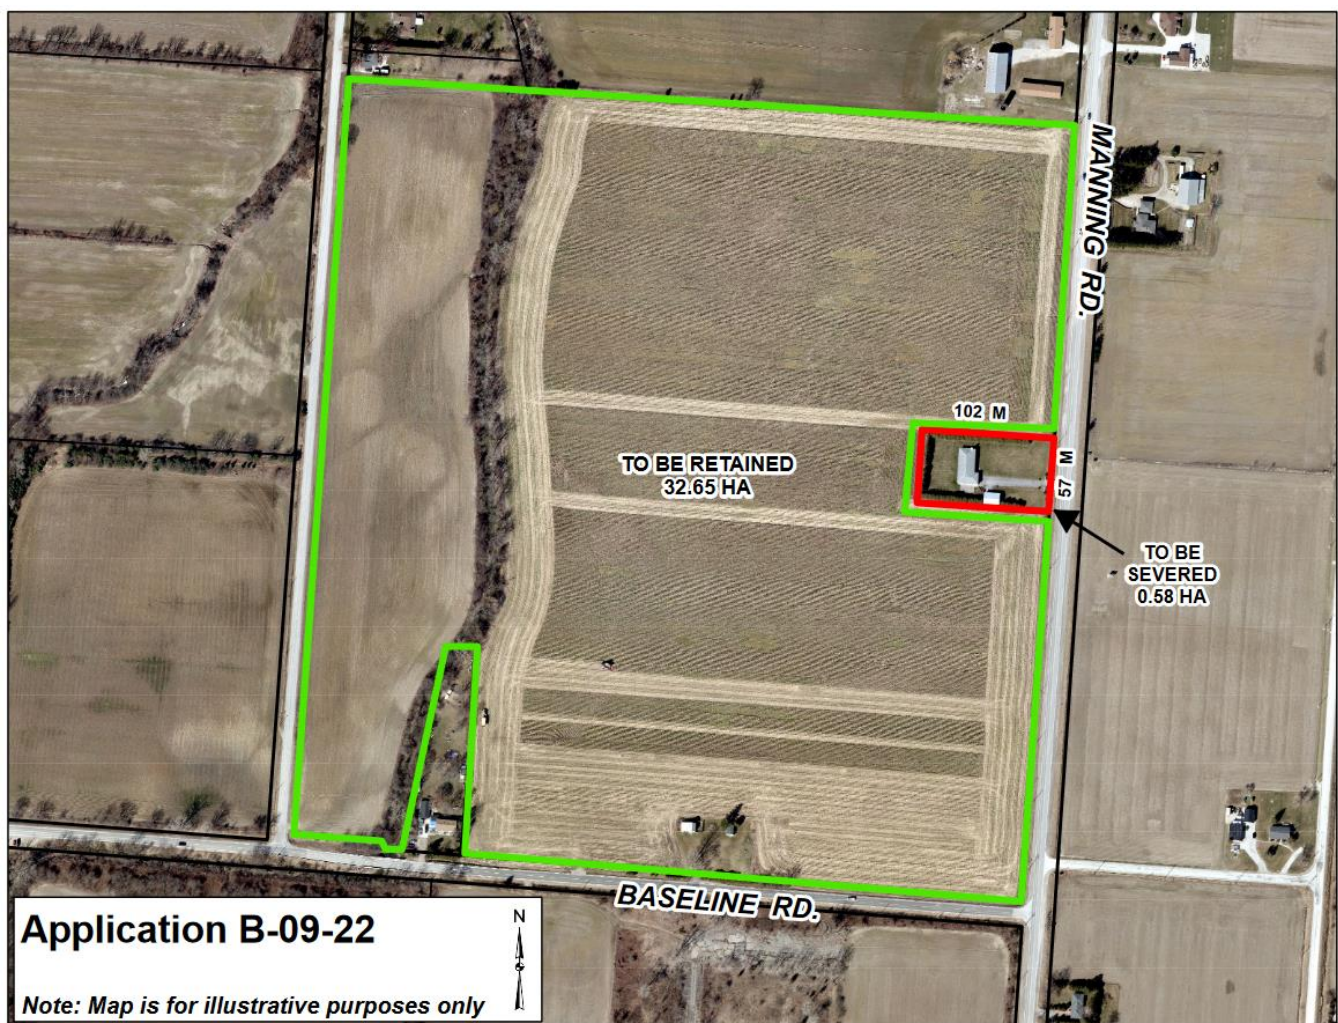 MANNING RD.
102 M
57 M
TO BE RETAINED
32.65 HA
TO BE
SEVERED
0.58 HA
BASELINE RD.
Application B-09-22
N
Note: Map is for illustrative purposes only